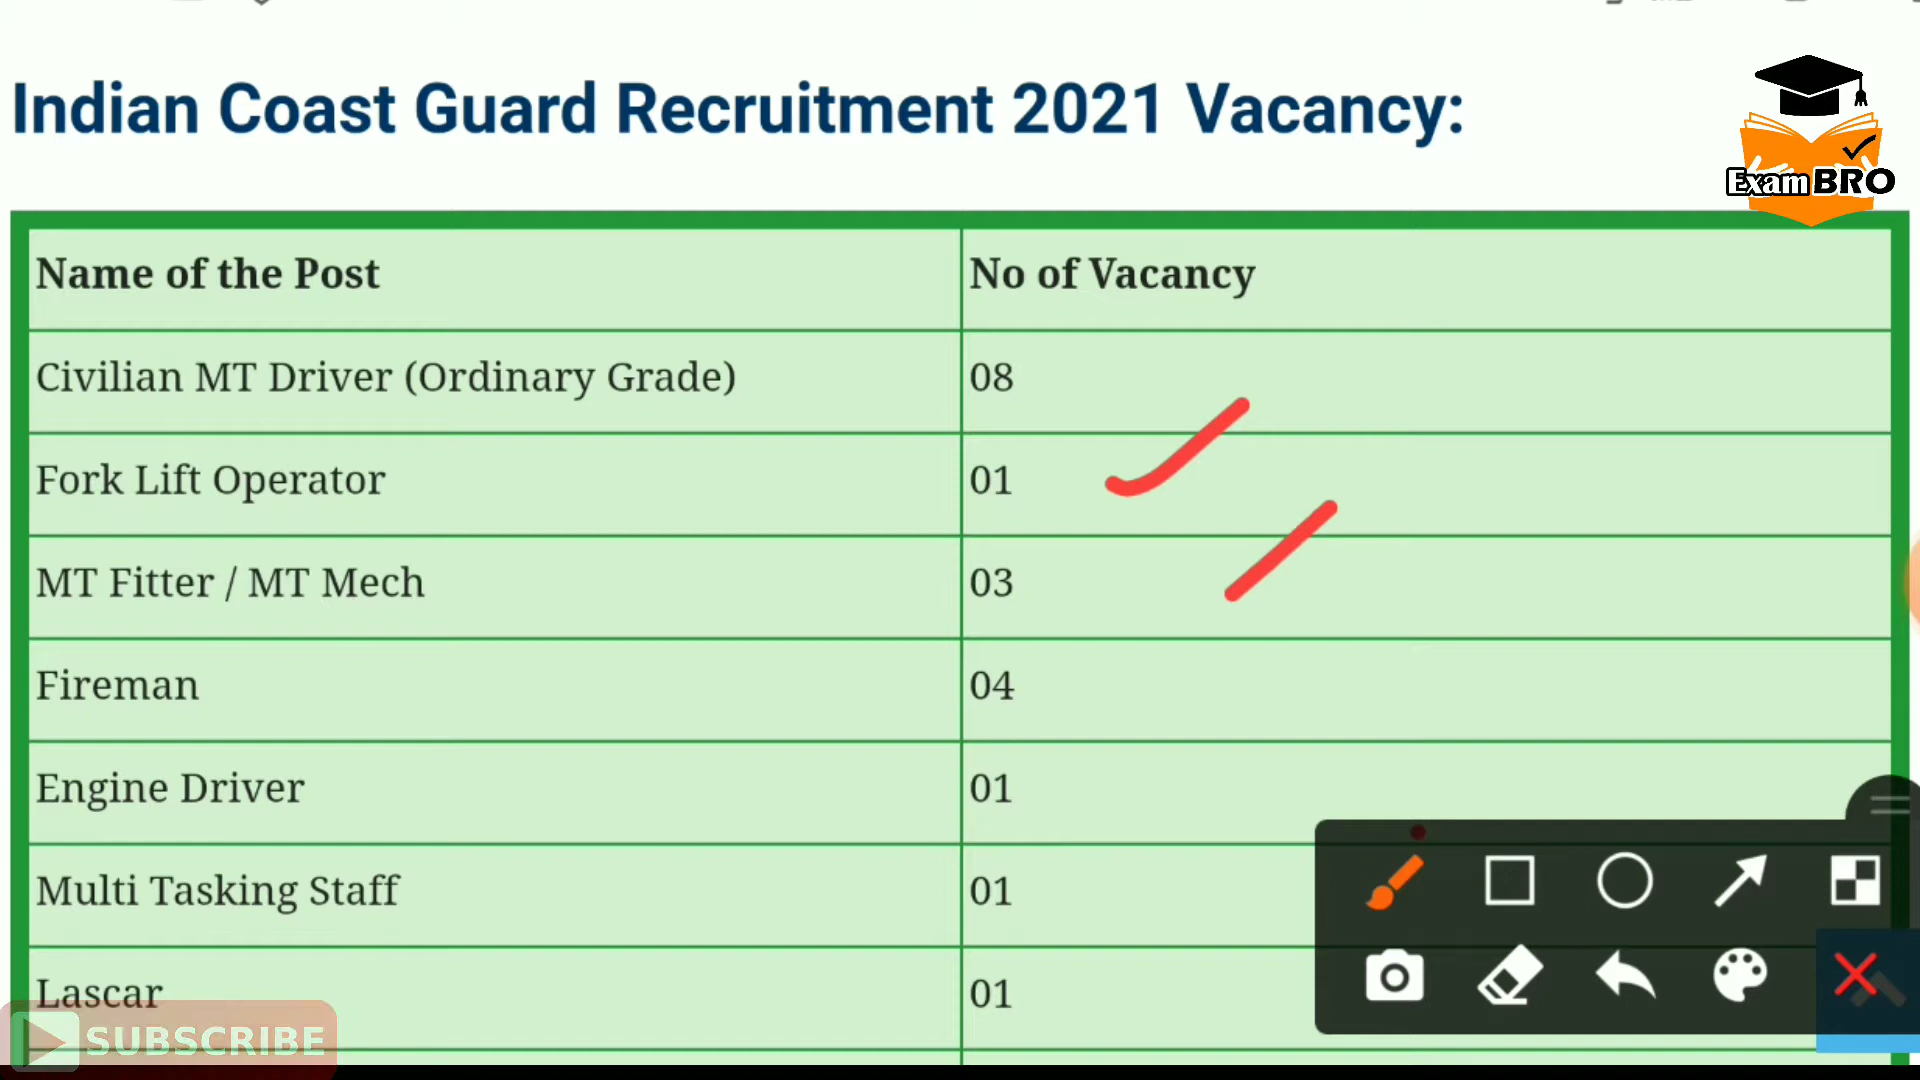 Indian Coast Guard Recruitment 2021 Vacancy:
ExamBRO
Name of the Post No of Vacancy
Civilian MT Driver (Ordinary Grade) 08
Fork Lift Operator 01
MT Fitter / MT Mech 03
Fireman 04
Engine Driver 01
Multi Tasking Staff 01
Lascar 01
SUBSCRIBE